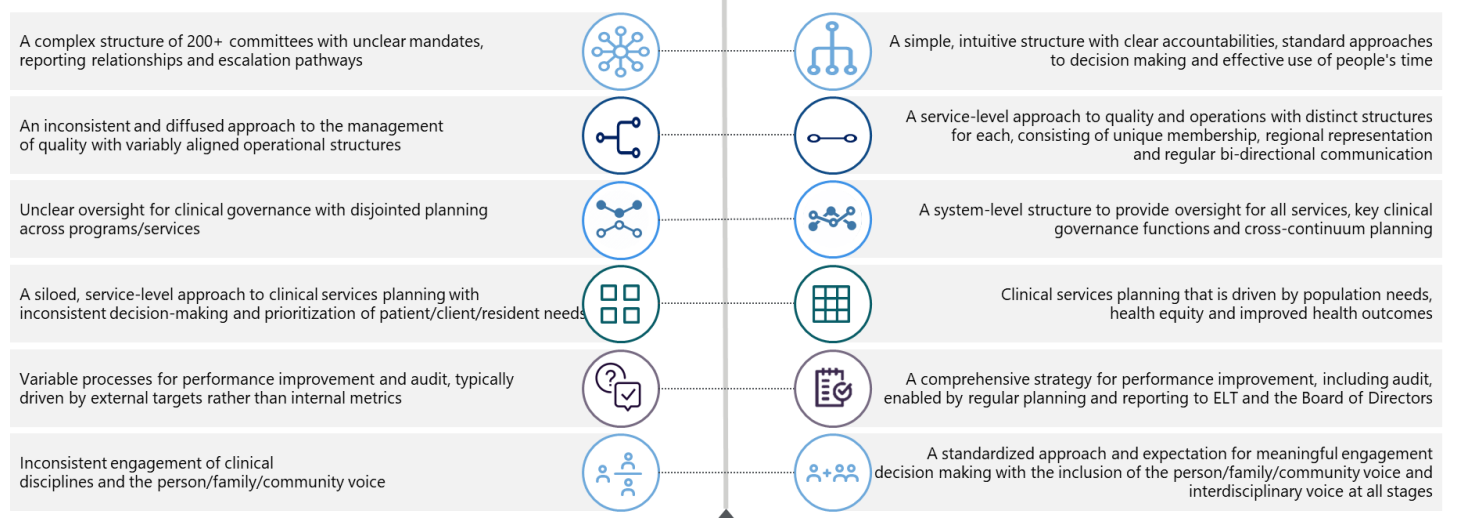 A complex structure of 200+ committees with unclear mandates,
reporting relationships and escalation pathways
A simple, intuitive structure with clear accountabilities, standard approaches
to decision making and effective use of people's time
An inconsistent and diffused approach to the management
of quality with variably aligned operational structures
A service-level approach to quality and operations with distinct structures
for each, consisting of unique membership, regional representation
and regular bi-directional communication
Unclear oversight for clinical governance with disjointed planning
across programs/services
A system-level structure to provide oversight for all services, key clinical
governance functions and cross-continuum planning
A siloed, service-level approach to clinical services planning with
inconsistent decision-making and prioritization of patient/client/resident needs
Clinical services planning that is driven by population needs,
health equity and improved health outcomes
Variable processes for performance improvement and audit, typically
driven by external targets rather than internal metrics
?
A comprehensive strategy for performance improvement, including audit,
enabled by regular planning and reporting to ELT and the Board of Directors
Inconsistent engagement of clinical
disciplines and the person/family/community voice
A standardized approach and expectation for meaningful engagement
decision making with the inclusion of the person/family/community voice and
interdisciplinary voice at all stages